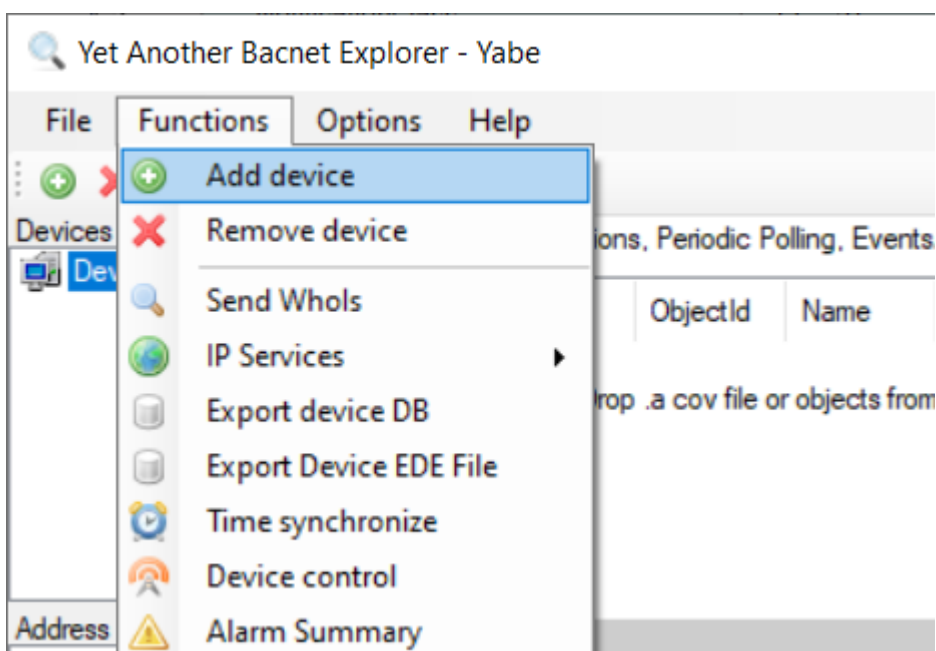 Yet Another Bacnet Explorer - Yabe
File Functions Options Help
Add device
Devices
Remove device
ions, Periodic Polling, Events
Dev
Send WhoIs
ObjectId Name
IP Services
Export device DB
rop .a cov file or objects from
Export Device EDE File
Time synchronize
Device control
Address
Alarm Summary